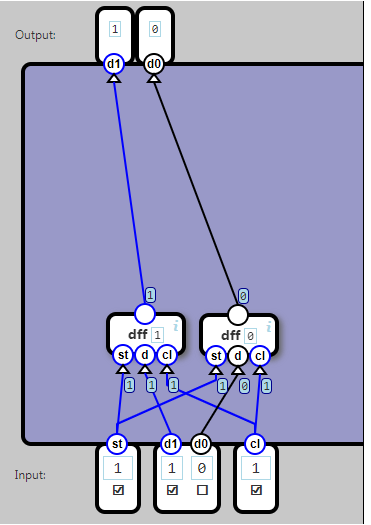 Output: 1 0
d1 d0
1 0
dff 1 i dff 0 i
st d cl st d cl
1 1 1 1 0 1
st d1 d0 cl
Input: 1 1 0 1